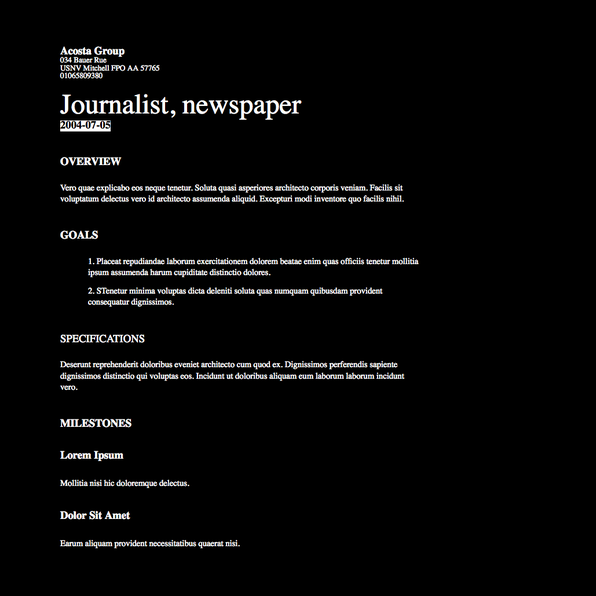 Acosta Group
034 Bauer Rue
USNV Mitchell FPO AA 57765
01065809380
Journalist, newspaper
2004-07-05
OVERVIEW
Vero quae explicabo eos neque tenetur. Soluta quasi asperiores architecto corporis veniam. Facilis sit
voluptatum delectus vero id architecto assumenda aliquid. Excepturi modi inventore quo facilis nihil.
GOALS
1. Placeat repudiandae laborum exercitationem dolorem beatae enim quas officiis tenetur mollitia
ipsum assumenda harum cupiditate distinctio dolores.
2. STenetur minima voluptas dicta deleniti soluta quas numquam quibusdam provident
consequatur dignissimos.
SPECIFICATIONS
Deserunt reprehenderit doloribus eveniet architecto cum quod ex. Dignissimos perferendis sapiente
dignissimos distinctio qui voluptas eos. Incidunt ut doloribus aliquam eum laborum laborum incidunt
vero.
MILESTONES
Lorem Ipsum
Mollitia nisi hic doloremque delectus.
Dolor Sit Amet
Earum aliquam provident necessitatibus quaerat nisi.